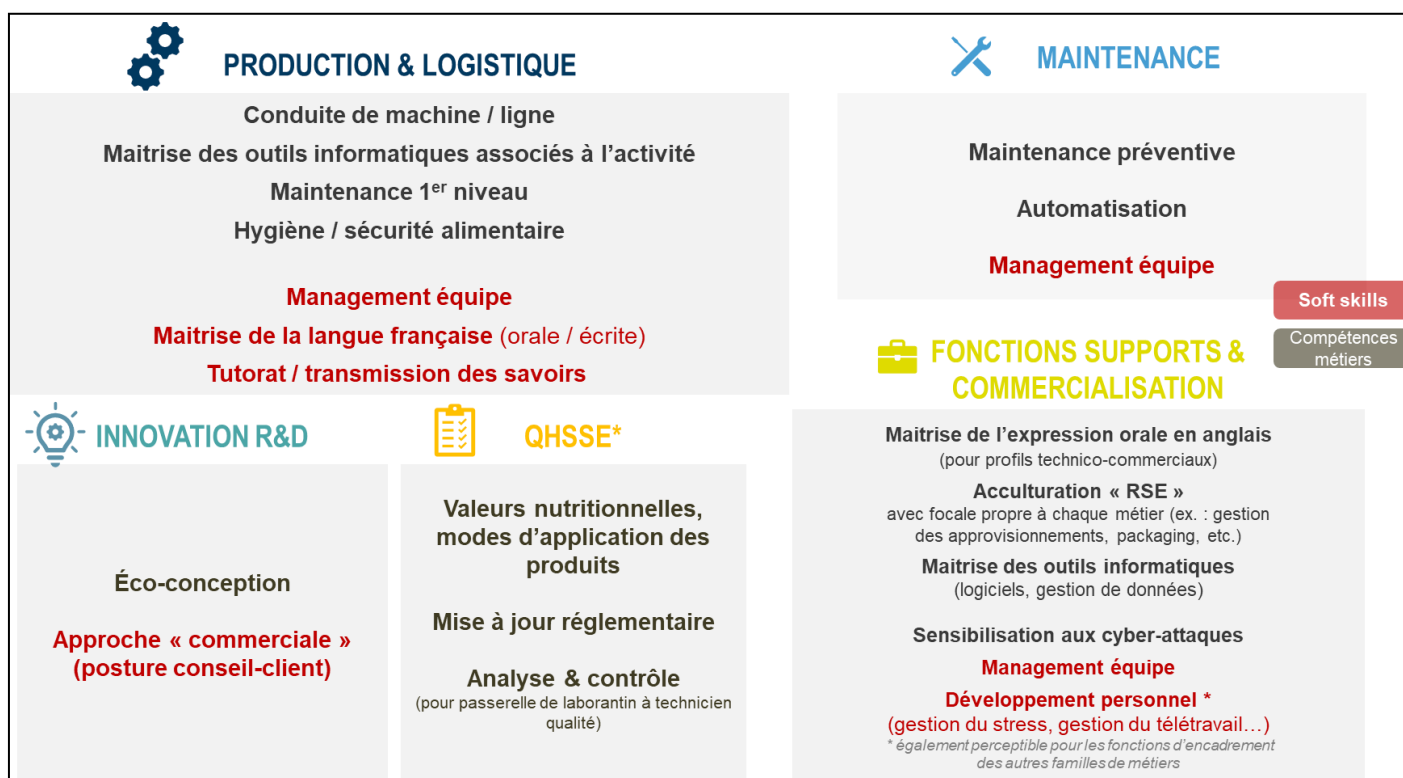 PRODUCTION & LOGISTIQUE
Conduite de machine / ligne
Maitrise des outils informatiques associés à l’activité
Maintenance 1er niveau
Hygiène / sécurité alimentaire
Management équipe
Maitrise de la langue française (orale / écrite)
Tutorat / transmission des savoirs
MAINTENANCE
Maintenance préventive
Automatisation
Management équipe
Soft skills
Compétences
métiers
INNOVATION R&D
Éco-conception
Approche « commerciale »
(posture conseil-client)
QHSSE*
Valeurs nutritionnelles,
modes d’application des
produits
Mise à jour réglementaire
Analyse & contrôle
(pour passerelle de laborantin à technicien
qualité)
FONCTIONS SUPPORTS &
COMMERCIALISATION
Maitrise de l’expression orale en anglais
(pour profils technico-commerciaux)
Acculturation « RSE »
avec focale propre à chaque métier (ex. : gestion
des approvisionnements, packaging, etc.)
Maitrise des outils informatiques
(logiciels, gestion de données)
Sensibilisation aux cyber-attaques
Management équipe
Développement personnel *
(gestion du stress, gestion du télétravail…)
* également perceptible pour les fonctions d’encadrement
des autres familles de métiers